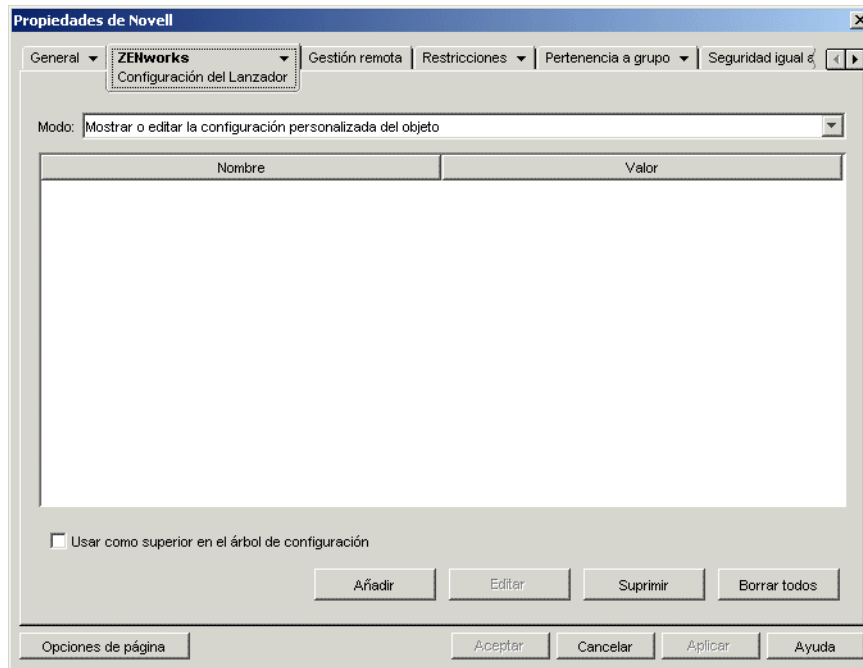 Propiedades de Novell
General ZENworks Gestión remota Restricciones Pertenencia a grupo Seguridad igual
Configuración del Lanzador
Modo: Mostrar o editar la configuración personalizada del objeto
Nombre Valor
Usar como superior en el árbol de configuración
Añadir Editar Suprimir Borrar todos
Opciones de página Aceptar Cancelar Aplicar Ayuda